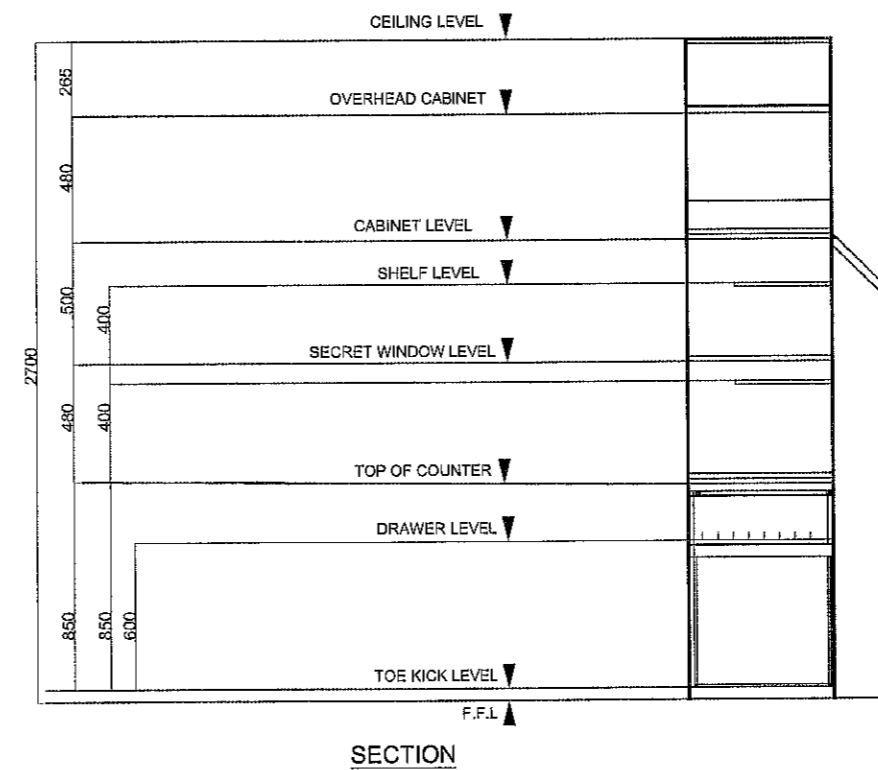 CEILING LEVEL
265
OVERHEAD CABINET
480
CABINET LEVEL
SHELF LEVEL
500
400
SECRET WINDOW LEVEL
2700
480
400
TOP OF COUNTER
DRAWER LEVEL
850
850
600
TOE KICK LEVEL
F.F.L
SECTION